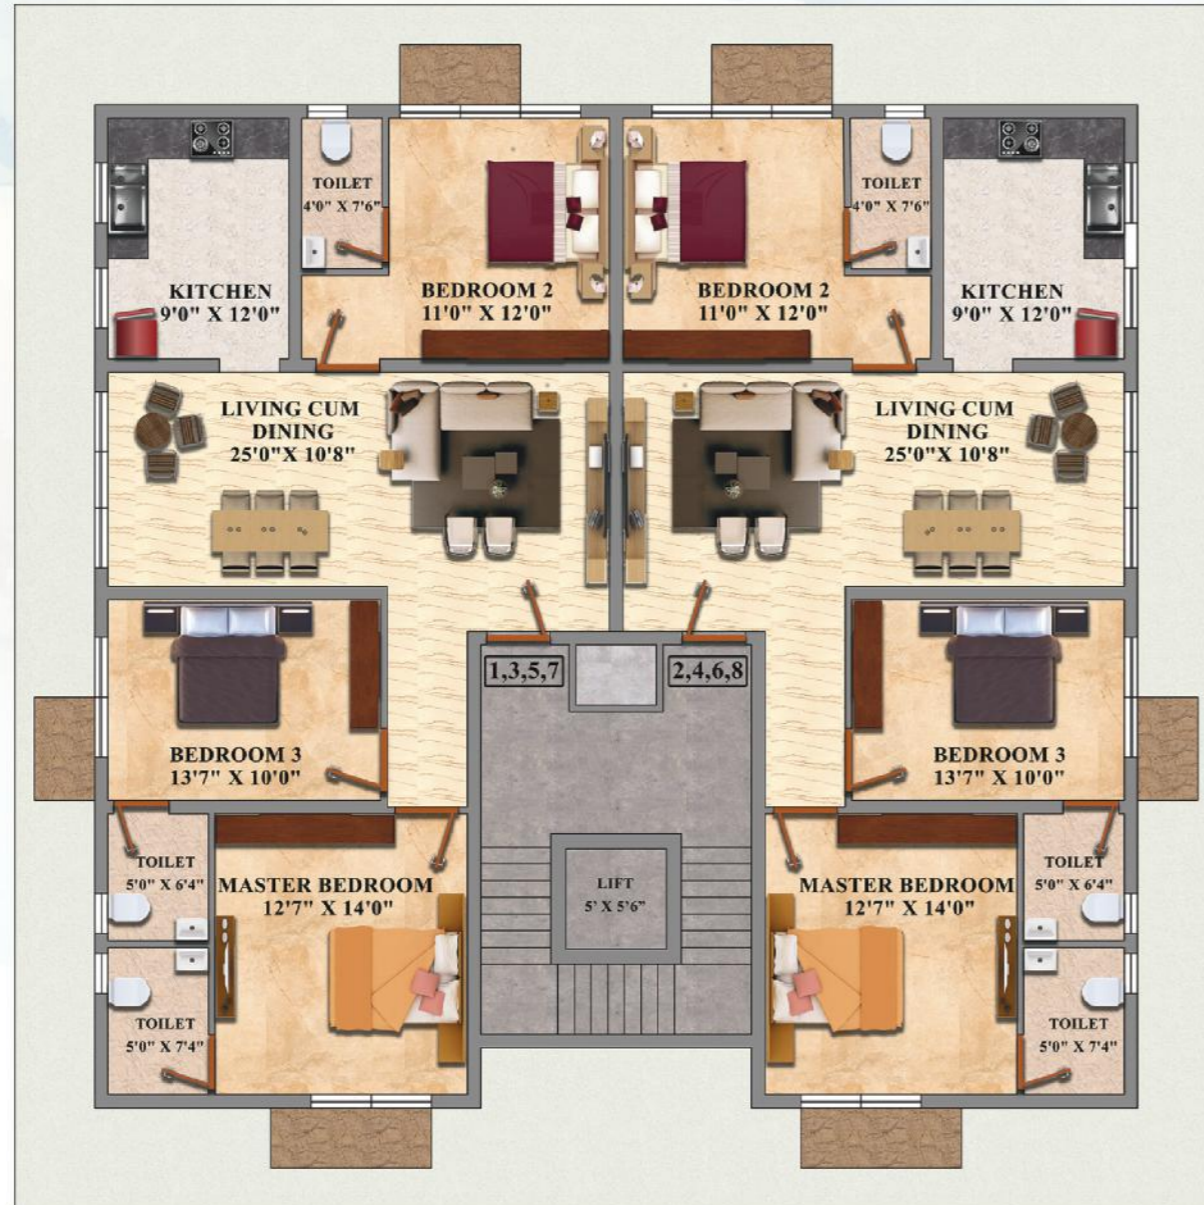 TOILET
4'0" X 7'6"
TOILET
4'0" X 7'6"
KITCHEN
9'0" X 12'0"
BEDROOM 2
11'0" X 12'0"
BEDROOM 2
11'0" X 12'0"
KITCHEN
9'0" X 12'0"
LIVING CUM
DINING
25'0"X 10'8"
LIVING CUM
DINING
25'0"X 10'8"
1,3,5,7
2,4,6,8
BEDROOM 3
13'7" X 10'0"
BEDROOM 3
13'7" X 10'0"
TOILET
5'0" X 6'4"
MASTER BEDROOM
12'7" X 14'0"
LIFT
5' X 5'6"
MASTER BEDROOM
12'7" X 14'0"
TOILET
5'0" X 6'4"
TOILET
5'0" X 7'4"
TOILET
5'0" X 7'4"